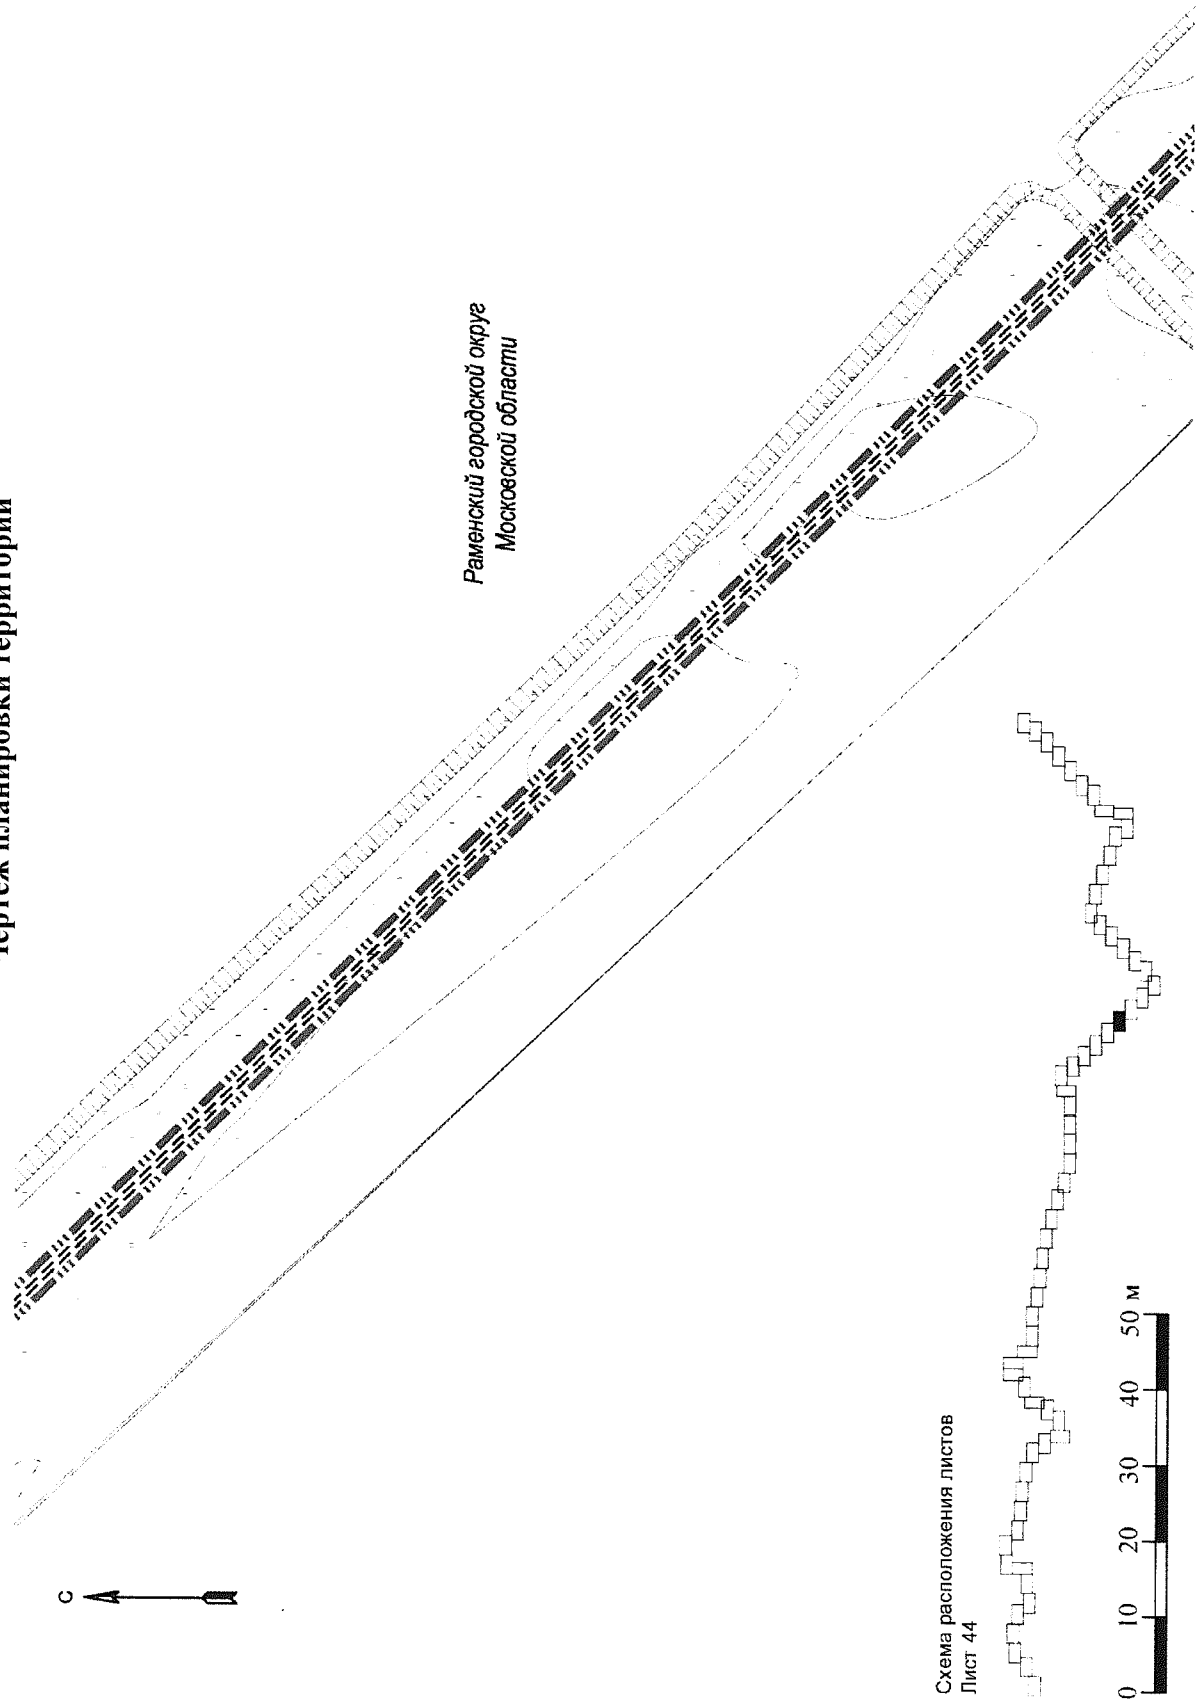 Чертеж планировки территории
С
Раменский городской округ
Московской области
Схема расположения листов
Лист 44
0 10 20 30 40 50 м